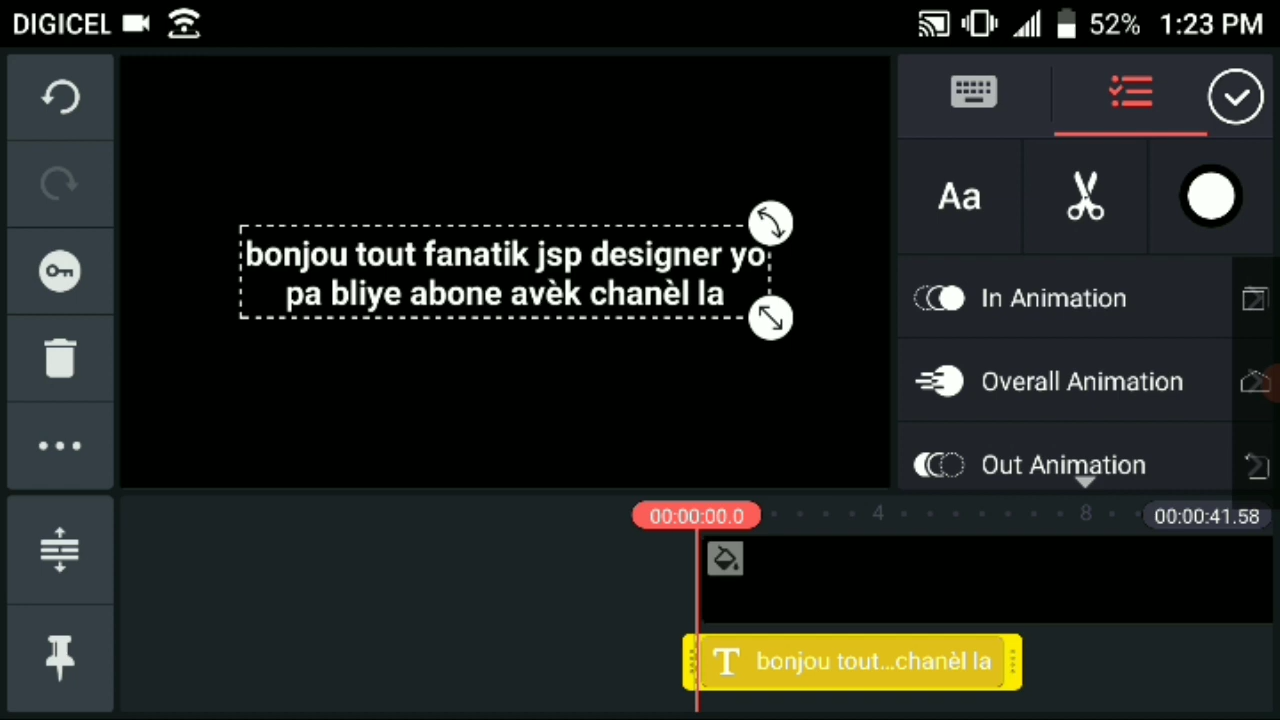 DIGICEL
52% 1:23 PM
Aa
bonjou tout fanatik jsp designer yo
pa bliye abone avèk chanèl la
In Animation
Overall Animation
Out Animation
00:00:00.0 4 8 00:00:41.58
T bonjou tout...chanèl la